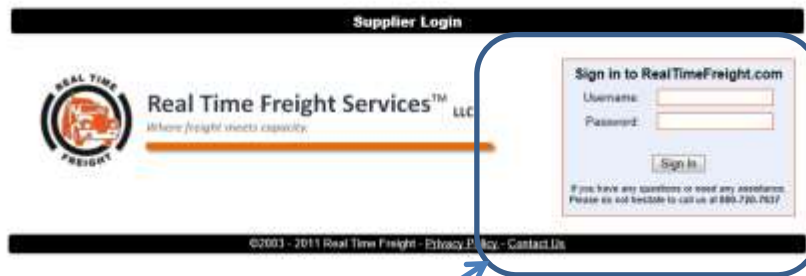 Supplier Login
REAL TIME
FREIGHT
Real Time Freight Services™ LLC
Where freight meets capacity.
Sign in to RealTimeFreight.com
Username:
Password:
Sign In
If you have any questions or need any assistance
Please do not hesitate to call us at
©2003 - 2011 Real Time Freight - Privacy Policy - Contact Us